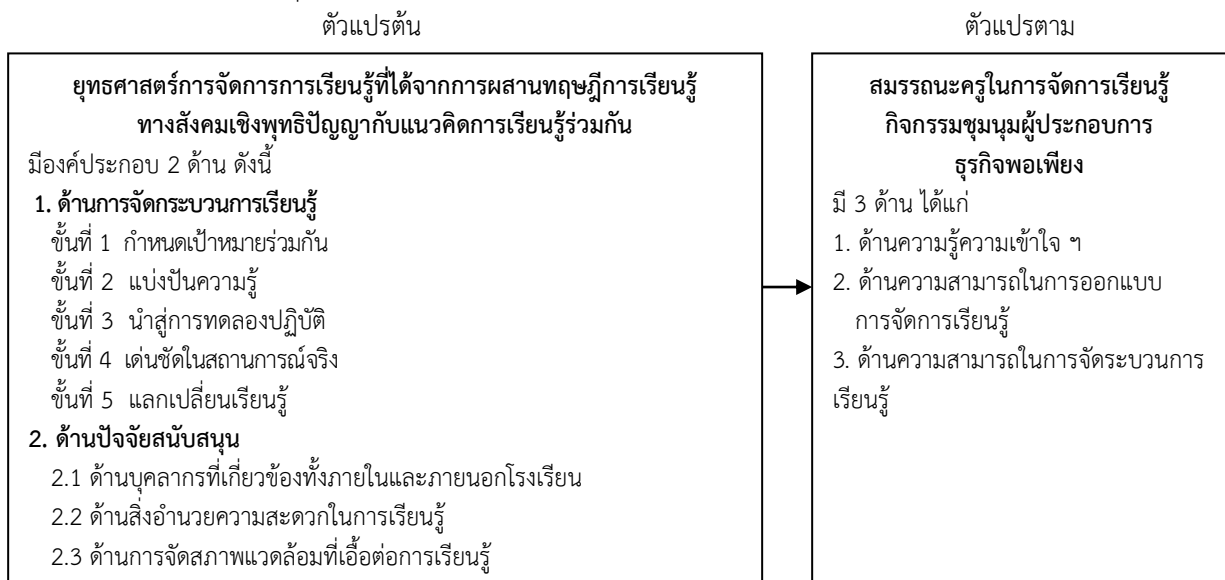 ตัวแปรต้น
ยุทธศาสตร์การจัดการการเรียนรู้ที่ได้จากการผสานทฤษฎีการเรียนรู้
ทางสังคมเชิงพุทธิปัญญากับแนวคิดการเรียนรู้ร่วมกัน
มีองค์ประกอบ 2 ด้าน ดังนี้
1. ด้านการจัดกระบวนการเรียนรู้
ขั้นที่ 1 กำหนดเป้าหมายร่วมกัน
ขั้นที่ 2 แบ่งปันความรู้
ขั้นที่ 3 นำสู่การทดลองปฏิบัติ
ขั้นที่ 4 เด่นชัดในสถานการณ์จริง
ขั้นที่ 5 แลกเปลี่ยนเรียนรู้
2. ด้านปัจจัยสนับสนุน
2.1 ด้านบุคลากรที่เกี่ยวข้องทั้งภายในและภายนอกโรงเรียน
2.2 ด้านสิ่งอำนวยความสะดวกในการเรียนรู้
2.3 ด้านการจัดสภาพแวดล้อมที่เอื้อต่อการเรียนรู้
ตัวแปรตาม
สมรรถนะครูในการจัดการเรียนรู้
กิจกรรมชุมนุมผู้ประกอบการ
ธุรกิจพอเพียง
มี 3 ด้าน ได้แก่
1. ด้านความรู้ความเข้าใจ ฯ
2. ด้านความสามารถในการออกแบบ
การจัดการเรียนรู้
3. ด้านความสามารถในการจัดระบวนการ
เรียนรู้